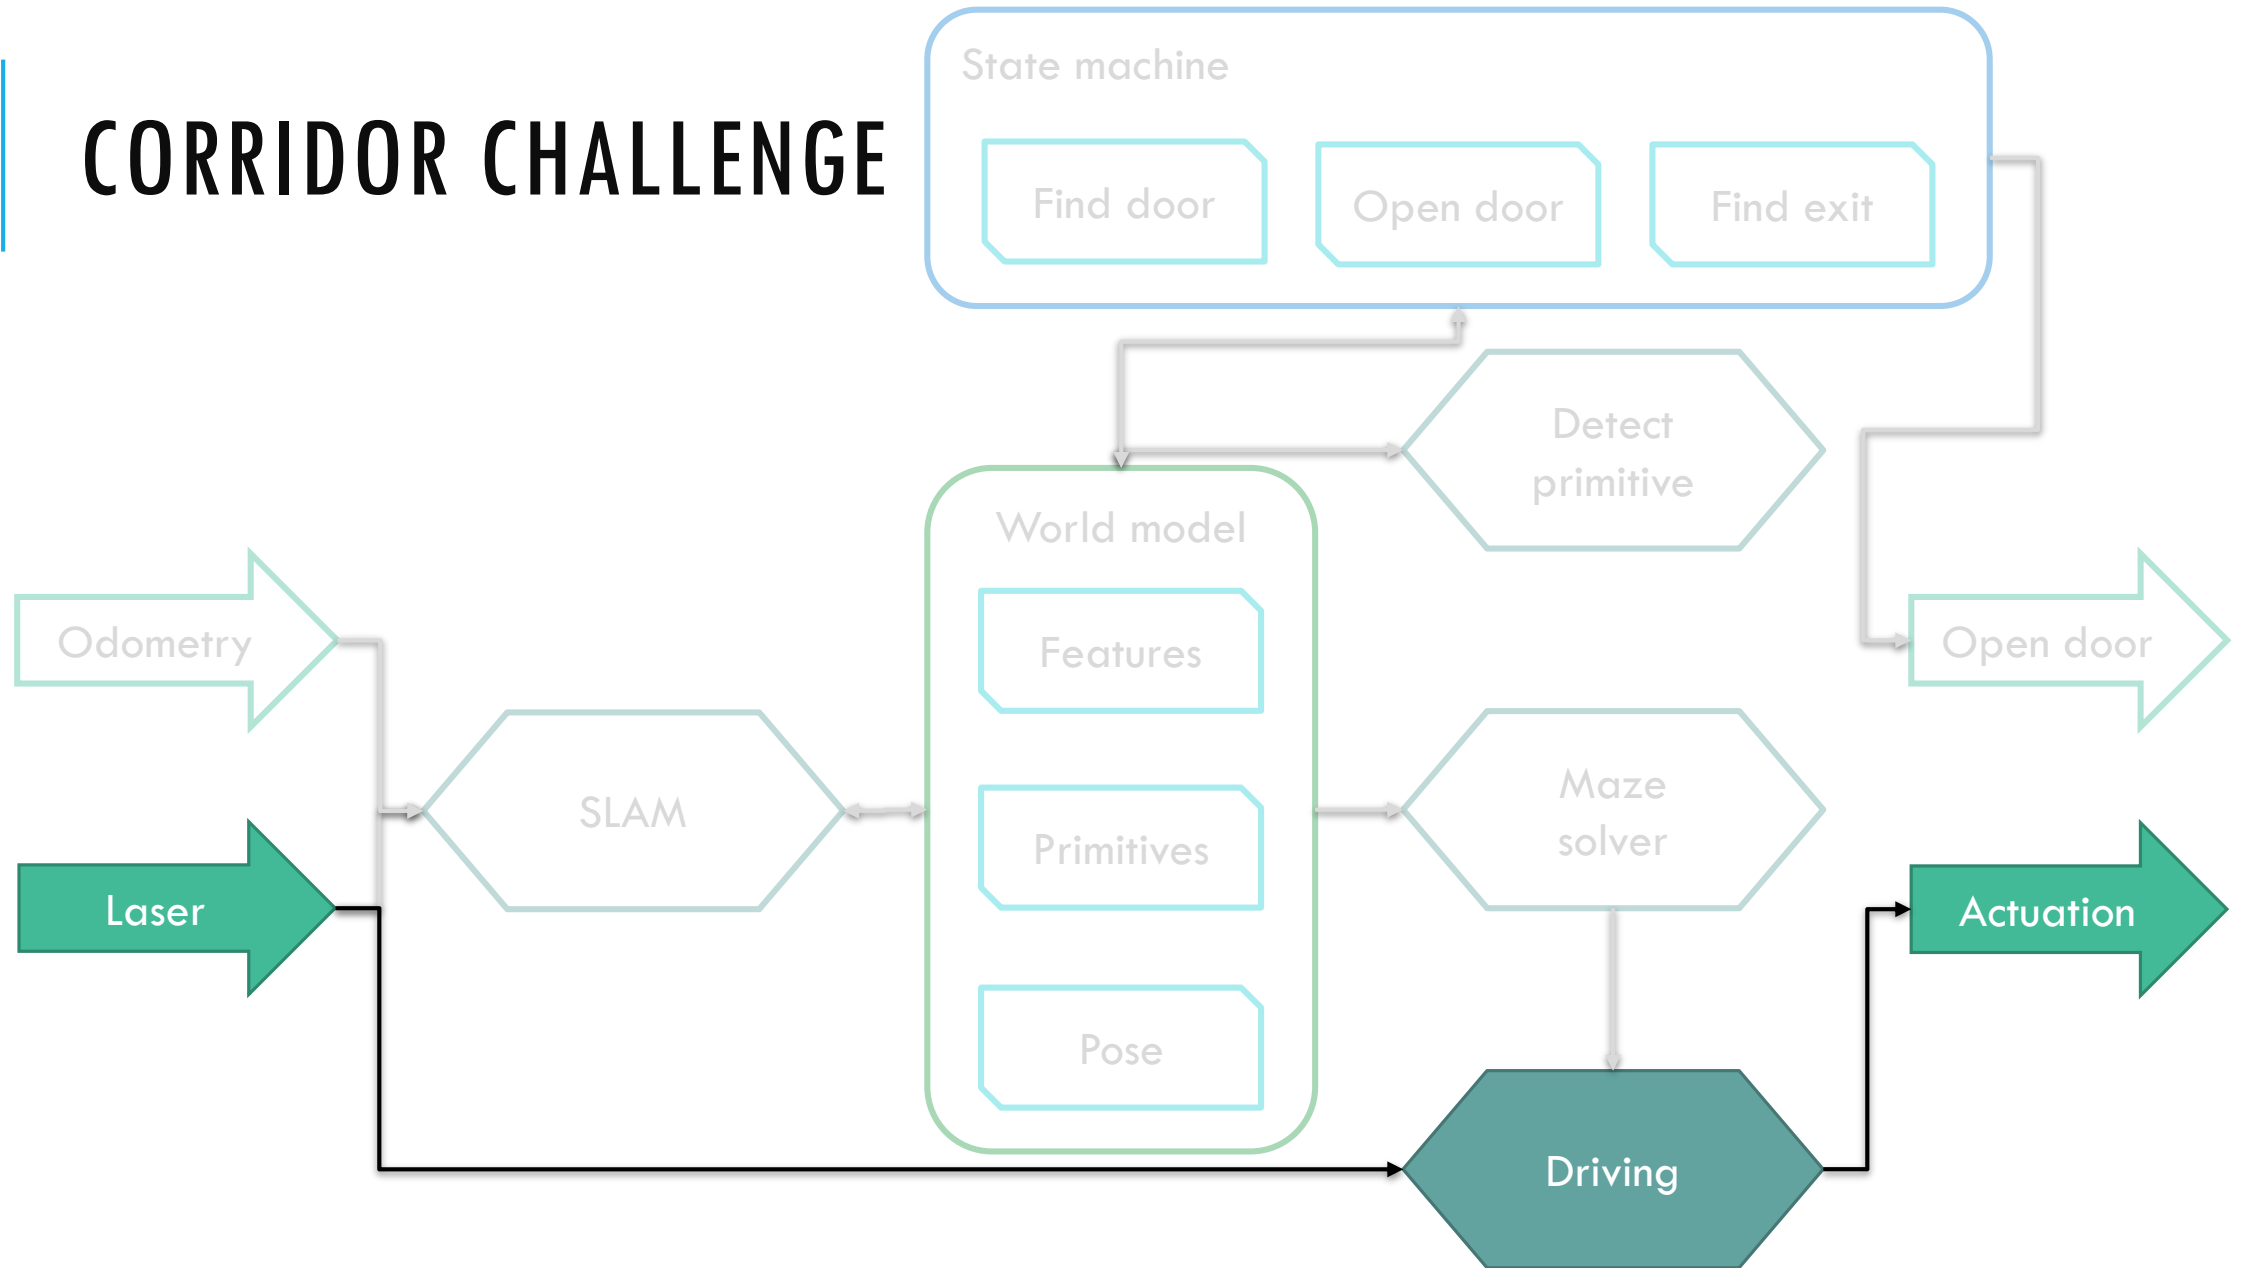 CORRIDOR CHALLENGE
State machine
Find door
Open door
Find exit
Detect
primitive
World model
Features
Primitives
Pose
Odometry
Laser
SLAM
Maze
solver
Open door
Actuation
Driving